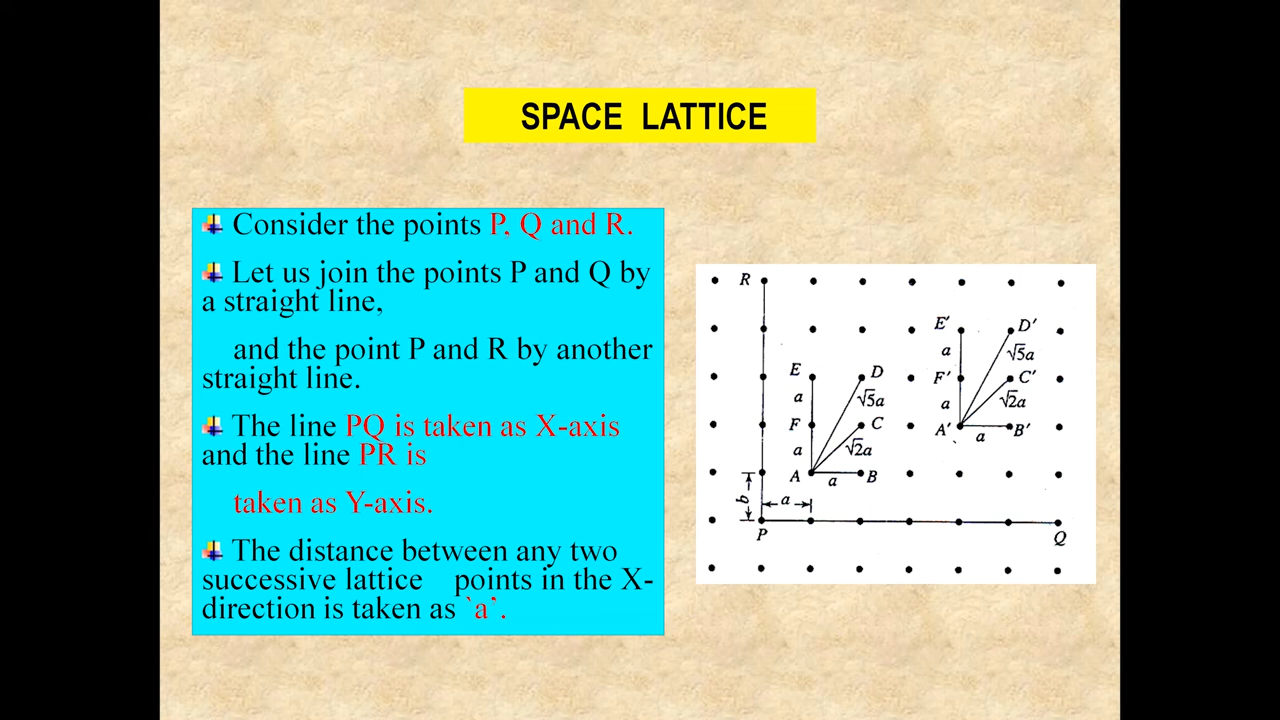 SPACE LATTICE
Consider the points P, Q and R.
Let us join the points P and Q by
a straight line,
and the point P and R by another
straight line.
The line PQ is taken as X-axis
and the line PR is
taken as Y-axis.
The distance between any two
successive lattice points in the X-
direction is taken as `a'.
R
E' D'
a √5a
F' C'
a √2a
A' a B'
E D
a √5a
F C
a √2a
A a B
b a
P Q